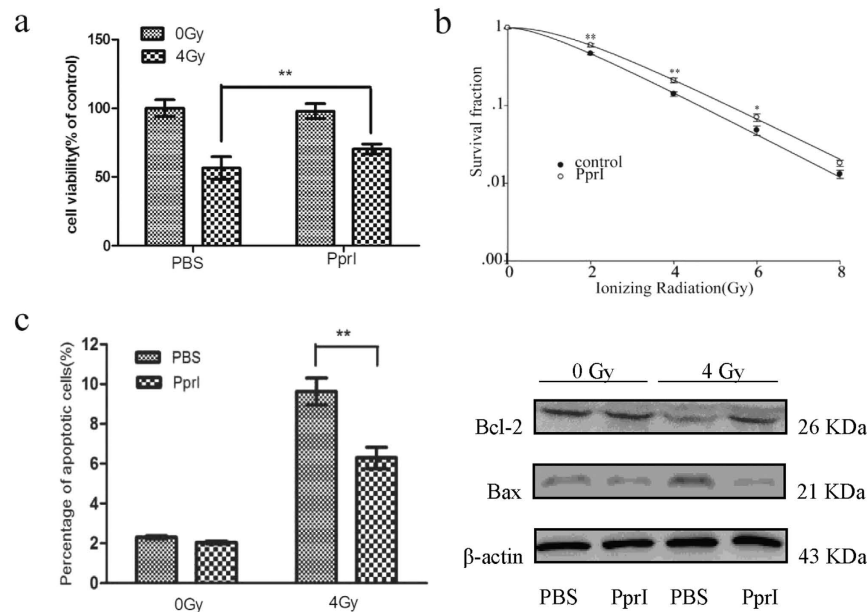 a
0Gy
4Gy
**
150
100
50
0
cell viability(% of control)
PBS
PprI
b
1
.1
.01
.001
Survival fraction
**
**
*
control
PprI
0
2
4
6
8
Ionizing Radiation(Gy)
c
12
10
8
6
4
2
0
Percentage of apoptotic cells(%)
PBS
PprI
**
0Gy
4Gy
0 Gy
4 Gy
Bcl-2
26 KDa
Bax
21 KDa
β-actin
43 KDa
PBS PprI PBS PprI